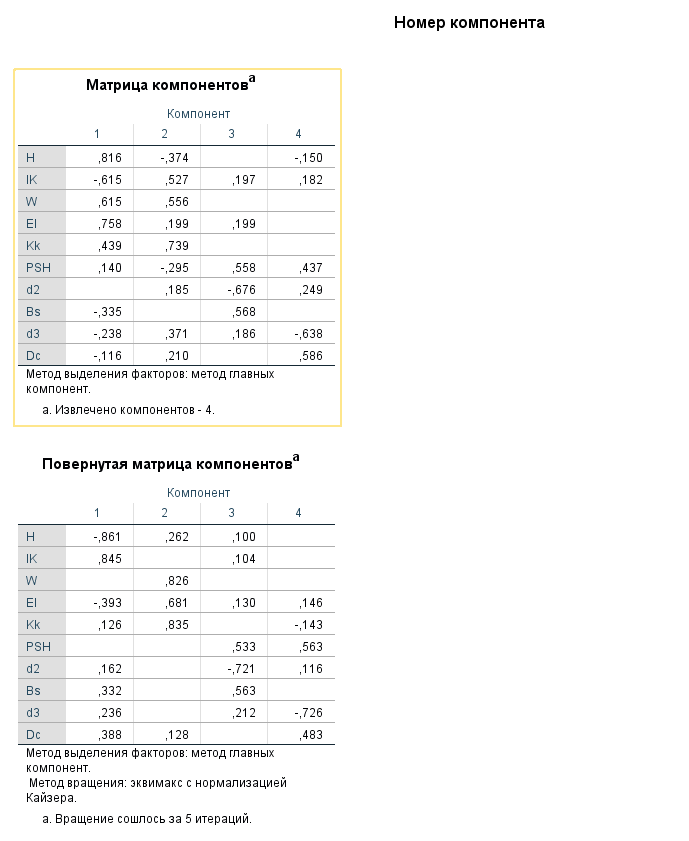 Номер компонента
Матрица компонентовa
Компонент
1 2 3 4
H ,816 -,374 -,150
IK -,615 ,527 ,197 ,182
W ,615 ,556
El ,758 ,199 ,199
Kk ,439 ,739
PSH ,140 -,295 ,558 ,437
d2 ,185 -,676 ,249
Bs -,335 ,568
d3 -,238 ,371 ,186 -,638
Dc -,116 ,210 ,586
Метод выделения факторов: метод главных
компонент.
a. Извлечено компонентов - 4.
Повернутая матрица компонентовa
Компонент
1 2 3 4
H -,861 ,262 ,100
IK ,845 ,104
W ,826
El -,393 ,681 ,130 ,146
Kk ,126 ,835 -,143
PSH ,533 ,563
d2 ,162 -,721 ,116
Bs ,332 ,563
d3 ,236 ,212 -,726
Dc ,388 ,128 ,483
Метод выделения факторов: метод главных
компонент.
Метод вращения: эквимакс с нормализацией
Кайзера.
a. Вращение сошлось за 5 итераций.